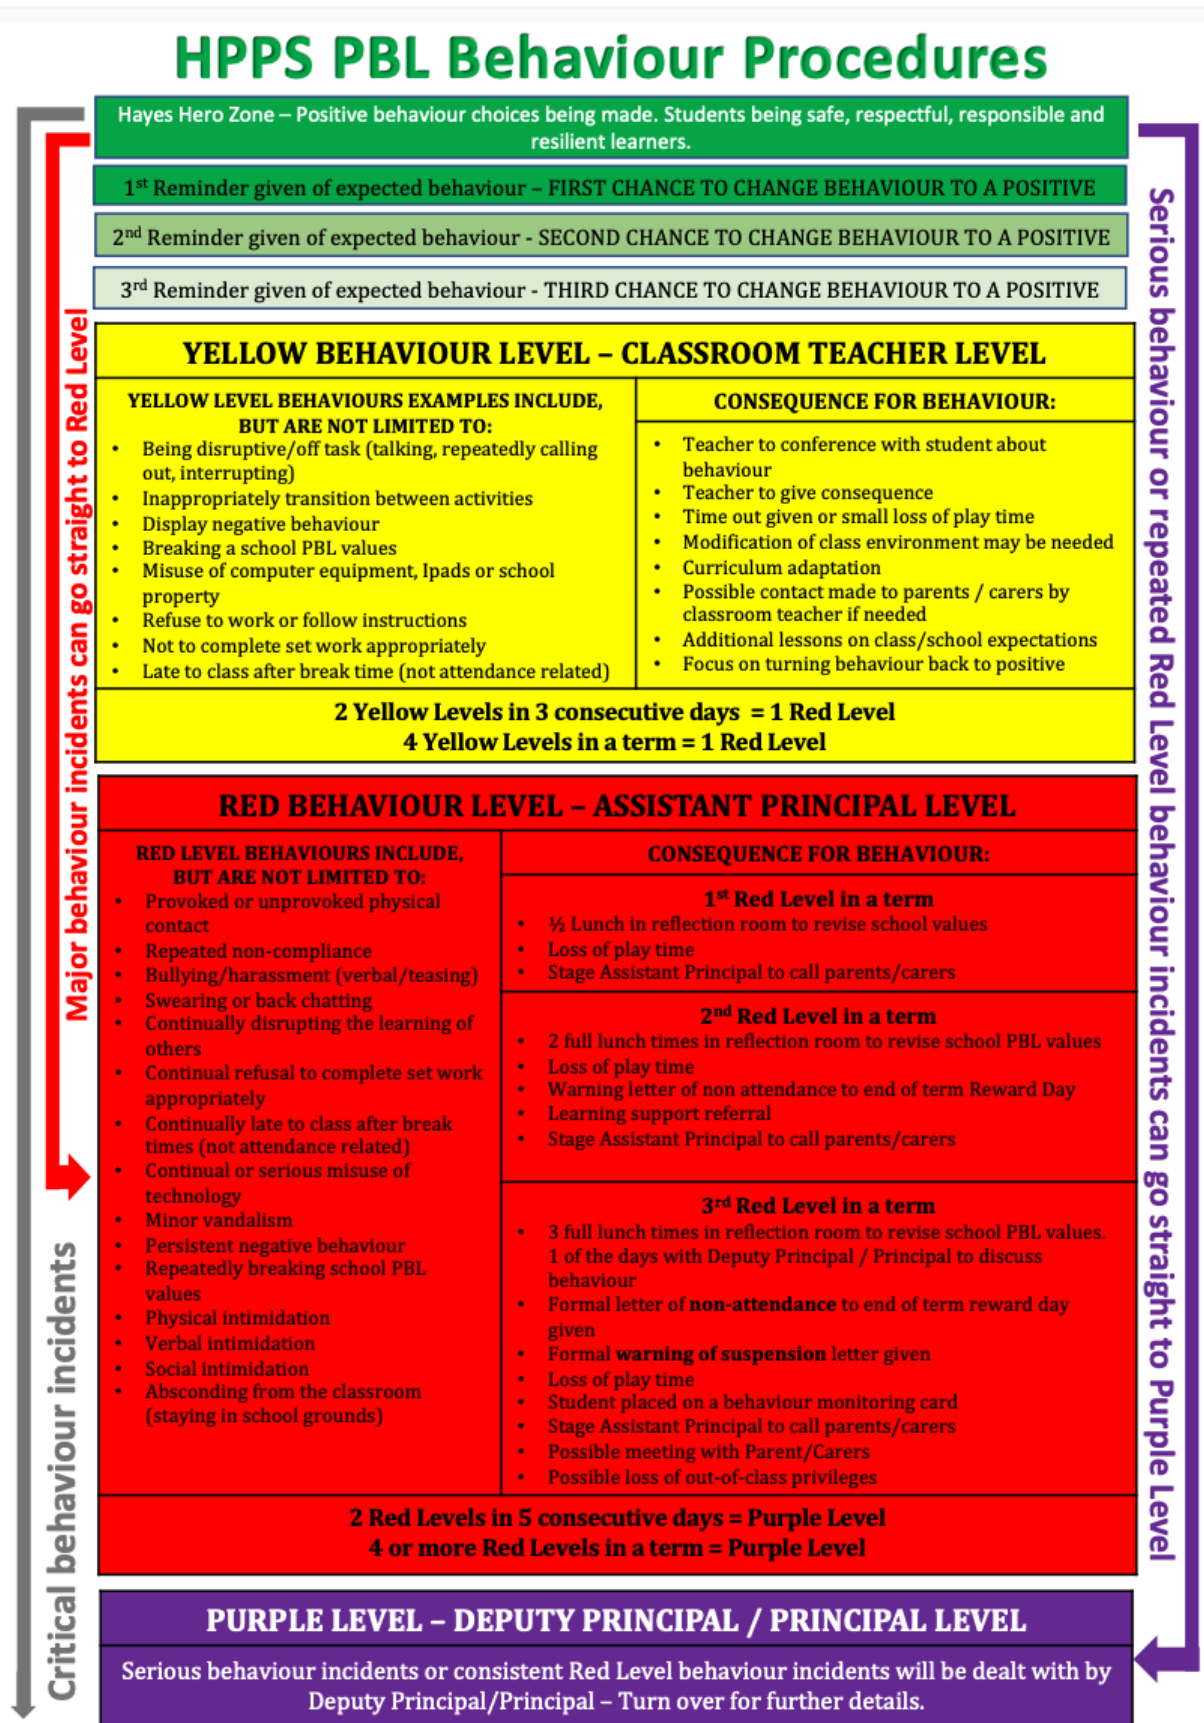 HPPS PBL Behaviour Procedures
Hayes Hero Zone – Positive behaviour choices being made. Students being safe, respectful, responsible and
resilient learners.
1st Reminder given of expected behaviour – FIRST CHANCE TO CHANGE BEHAVIOUR TO A POSITIVE
2nd Reminder given of expected behaviour - SECOND CHANCE TO CHANGE BEHAVIOUR TO A POSITIVE
3rd Reminder given of expected behaviour - THIRD CHANCE TO CHANGE BEHAVIOUR TO A POSITIVE
YELLOW BEHAVIOUR LEVEL – CLASSROOM TEACHER LEVEL
YELLOW LEVEL BEHAVIOURS EXAMPLES INCLUDE,
BUT ARE NOT LIMITED TO:
• Being disruptive/off task (talking, repeatedly calling
out, interrupting)
• Inappropriately transition between activities
• Display negative behaviour
• Breaking a school PBL values
• Misuse of computer equipment, Ipads or school
property
• Refuse to work or follow instructions
• Not to complete set work appropriately
• Late to class after break time (not attendance related)
CONSEQUENCE FOR BEHAVIOUR:
• Teacher to conference with student about
behaviour
• Teacher to give consequence
• Time out given or small loss of play time
• Modification of class environment may be needed
• Curriculum adaptation
• Possible contact made to parents / carers by
classroom teacher if needed
• Additional lessons on class/school expectations
• Focus on turning behaviour back to positive
2 Yellow Levels in 3 consecutive days = 1 Red Level
4 Yellow Levels in a term = 1 Red Level
RED BEHAVIOUR LEVEL – ASSISTANT PRINCIPAL LEVEL
RED LEVEL BEHAVIOURS INCLUDE,
BUT ARE NOT LIMITED TO:
• Provoked or unprovoked physical
contact
• Repeated non-compliance
• Bullying/harassment (verbal/teasing)
• Swearing or back chatting
• Continually disrupting the learning of
others
• Continual refusal to complete set work
appropriately
• Continually late to class after break
times (not attendance related)
• Continual or serious misuse of
technology
• Minor vandalism
• Persistent negative behaviour
• Repeatedly breaking school PBL
values
• Physical intimidation
• Verbal intimidation
• Social intimidation
• Absconding from the classroom
(staying in school grounds)
CONSEQUENCE FOR BEHAVIOUR:
1st Red Level in a term
• ½ Lunch in reflection room to revise school values
• Loss of play time
• Stage Assistant Principal to call parents/carers
2nd Red Level in a term
• 2 full lunch times in reflection room to revise school PBL values
• Loss of play time
• Warning letter of non attendance to end of term Reward Day
• Learning support referral
• Stage Assistant Principal to call parents/carers
3rd Red Level in a term
• 3 full lunch times in reflection room to revise school PBL values.
1 of the days with Deputy Principal / Principal to discuss
behaviour
• Formal letter of non-attendance to end of term reward day
given
• Formal warning of suspension letter given
• Loss of play time
• Student placed on a behaviour monitoring card
• Stage Assistant Principal to call parents/carers
• Possible meeting with Parent/Carers
• Possible loss of out-of-class privileges
2 Red Levels in 5 consecutive days = Purple Level
4 or more Red Levels in a term = Purple Level
PURPLE LEVEL – DEPUTY PRINCIPAL / PRINCIPAL LEVEL
Serious behaviour incidents or consistent Red Level behaviour incidents will be dealt with by
Deputy Principal/Principal – Turn over for further details.
Major behaviour incidents can go straight to Red Level
Critical behaviour incidents
Serious behaviour or repeated Red Level behaviour incidents can go straight to Purple Level